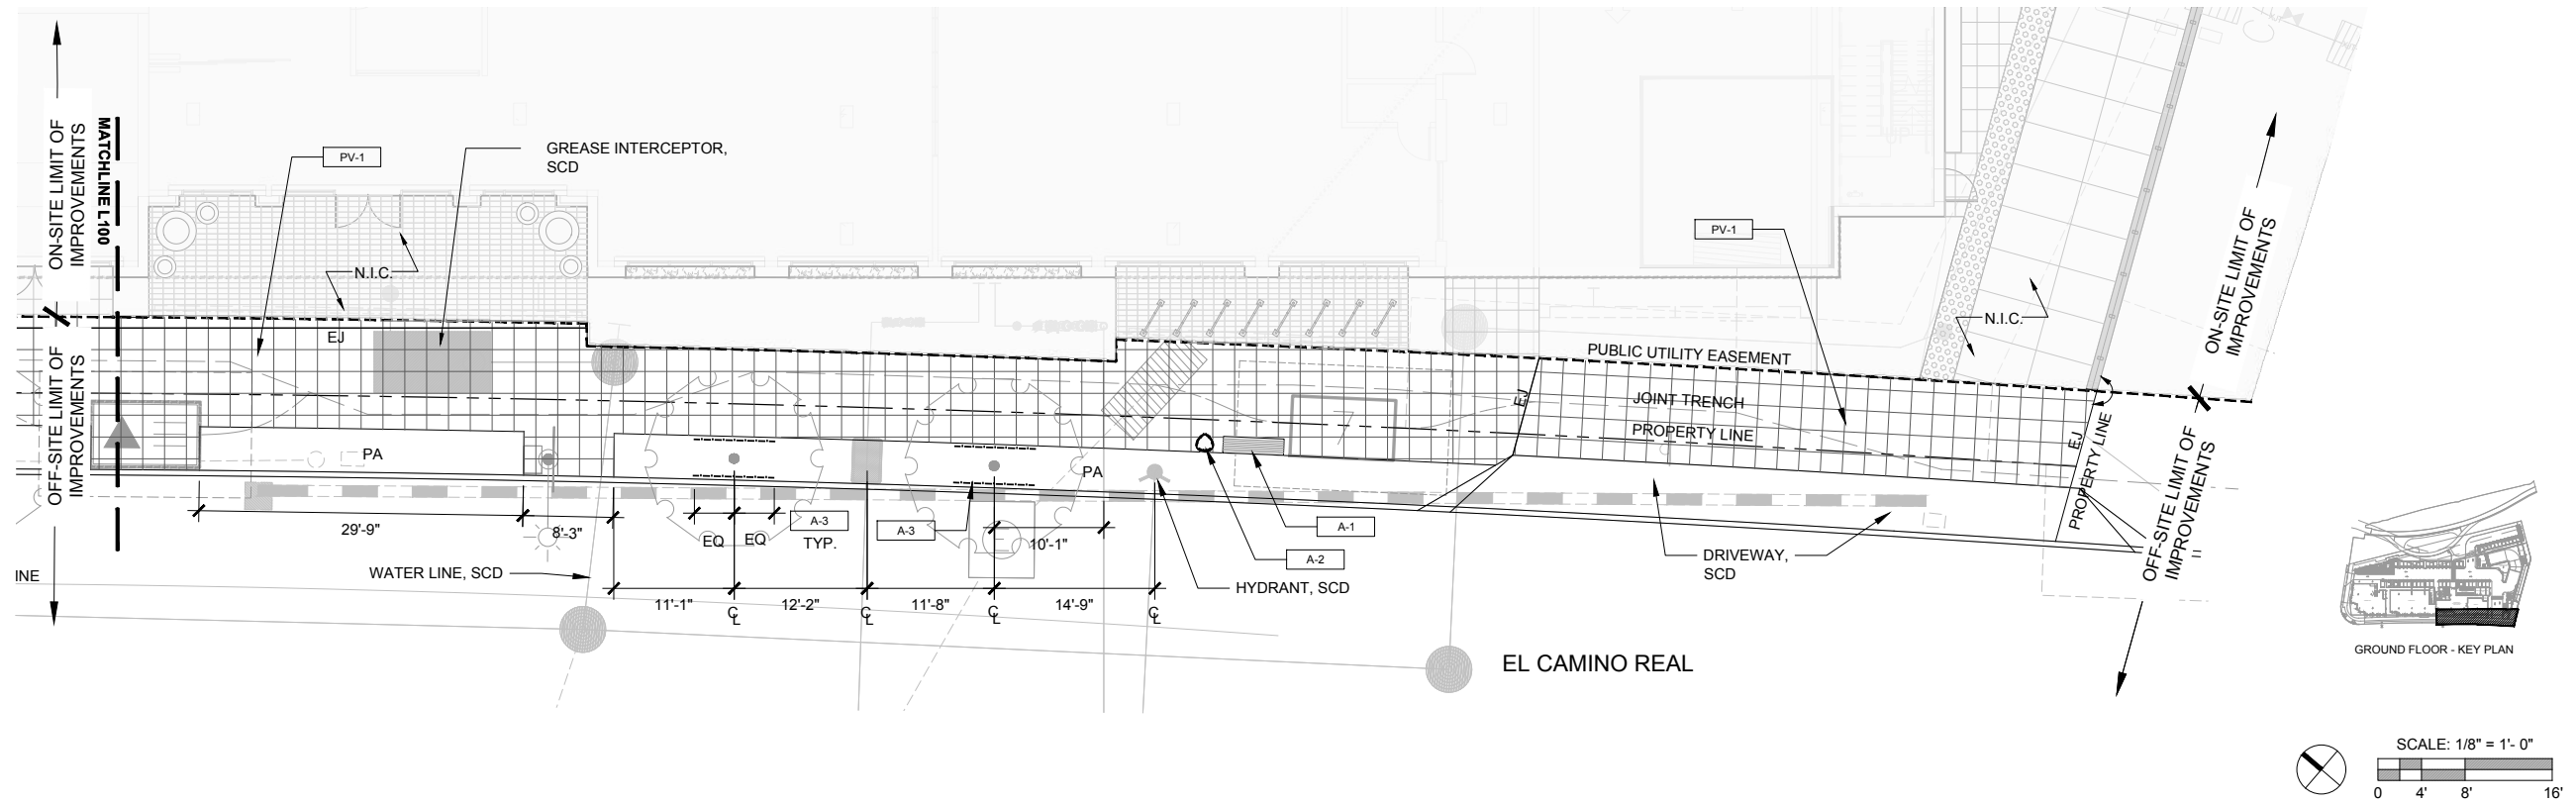 ON-SITE LIMIT OF
IMPROVEMENTS
MATCHLINE L100
PV-1
GREASE INTERCEPTOR,
SCD
N.I.C.
EJ
OFF-SITE LIMIT OF
IMPROVEMENTS
PA
29'-9"
8'-3"
WATER LINE, SCD
INE
EQ
EQ
A-3
TYP.
A-3
10'-1"
PA
11'-1"
12'-2"
11'-8"
14'-9"
CL
CL
CL
CL
A-1
A-2
HYDRANT, SCD
PV-1
PUBLIC UTILITY EASEMENT
EJ
JOINT TRENCH
PROPERTY LINE
N.I.C.
EJ
PROPERTY LINE
DRIVEWAY,
SCD
ON-SITE LIMIT OF
IMPROVEMENTS
OFF-SITE LIMIT OF
IMPROVEMENTS
EL CAMINO REAL
GROUND FLOOR - KEY PLAN
SCALE: 1/8" = 1'- 0"
0 4' 8' 16'